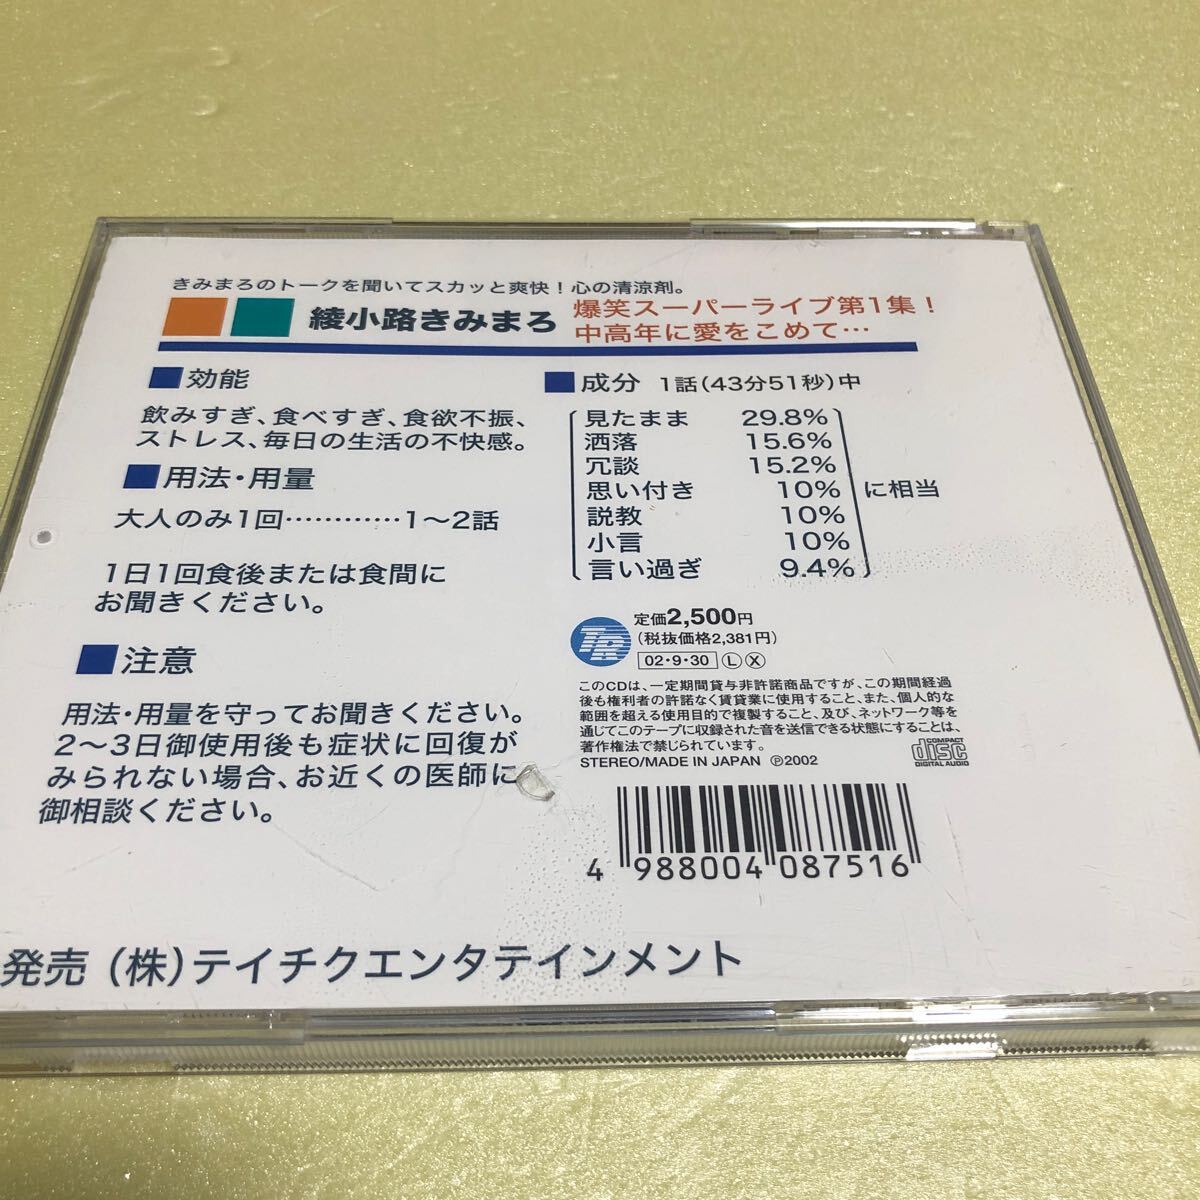 きみまろのトークを聞いてスカッと爽快！心の清涼剤。
綾小路きみまろ
爆笑スーパーライブ第1集！
中高年に愛をこめて…
■効能
飲みすぎ、食べすぎ、食欲不振、
ストレス、毎日の生活の不快感。
■用法・用量
大人のみ1回…………1〜2話
1日1回食後または食間に
お聞きください。
■注意
用法・用量を守ってお聞きください。
2〜3日御使用後も症状に回復が
みられない場合、お近くの医師に
御相談ください。
■成分 1話(43分51秒)中
見たまま 29.8%
洒落 15.6%
冗談 15.2%
思い付き 10%
説教 10%
小言 10%
言い過ぎ 9.4%
に相当
TRK
定価2,500円
(税抜価格2,381円)
02・9・30 Ⓛ Ⓧ
このCDは、一定期間貸与非許諾商品ですが、この期間経過
後も権利者の許諾なく賃貸業に使用すること、また、個人的な
範囲を超える使用目的で複製すること、及び、ネットワーク等を
通じてこのテープに収録された音を送信できる状態にすることは、
著作権法で禁じられています。
STEREO/MADE IN JAPAN ℗2002
COMPACT
disc
DIGITAL AUDIO
4 988004 087516
発売 (株)テイチクエンタテインメント